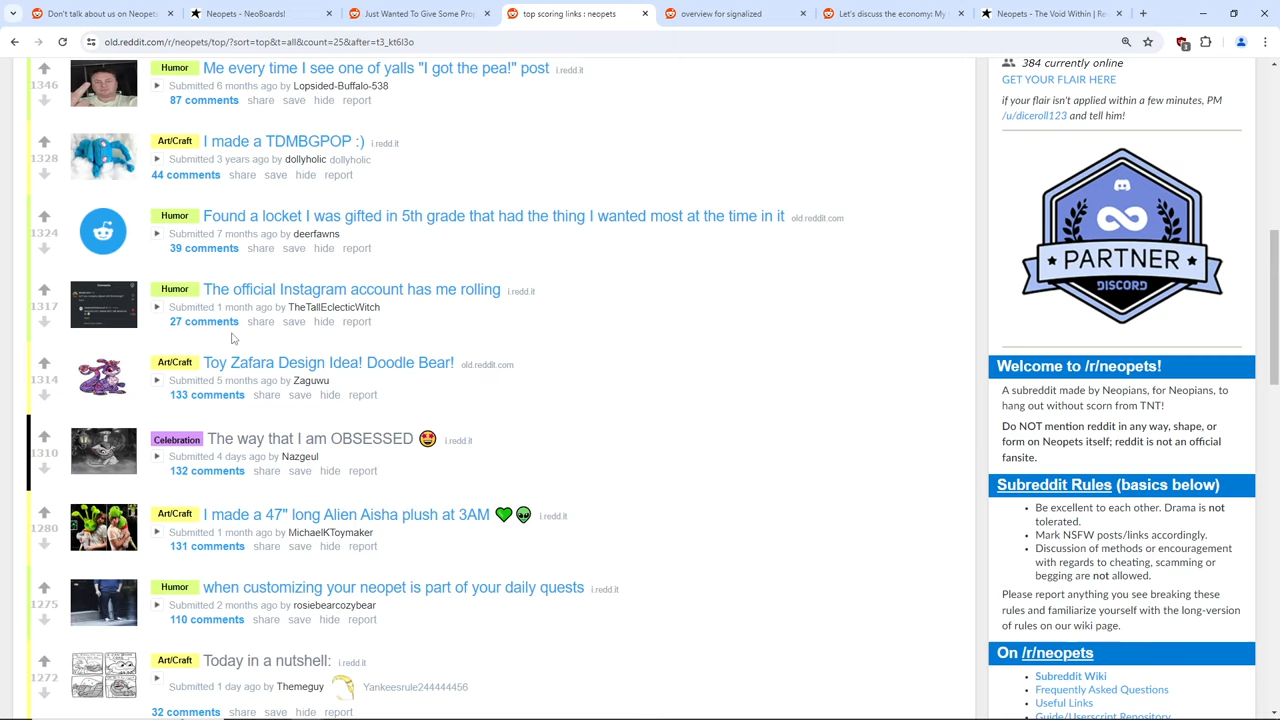 Don't talk about
Neopets - NeoBoards!
Just Wanting To Give Some Pro
top scoring links : neopets
overview for signalized
Let's discuss the economy: My
Neopets - The Void Within | Re
old.reddit.com/r/neopets/top/?sort=top&t=all&count=25&after=t3_kt6l3o
1346
Humor Me every time I see one of yalls "I got the pea!" post i.redd.it
Submitted 6 months ago by Lopsided-Buffalo-538
87 comments share save hide report
1328
Art/Craft I made a TDMBGPOP :) i.redd.it
Submitted 3 years ago by dollyholic dollyholic
44 comments share save hide report
1324
Humor Found a locket I was gifted in 5th grade that had the thing I wanted most at the time in it old.reddit.com
Submitted 7 months ago by deerfawns
39 comments share save hide report
1317
Humor The official Instagram account has me rolling i.redd.it
Submitted 1 month ago by TheTallEclecticWitch
27 comments share save hide report
1314
Art/Craft Toy Zafara Design Idea! Doodle Bear! old.reddit.com
Submitted 5 months ago by Zaguwu
133 comments share save hide report
1310
Celebration The way that I am OBSESSED 🤩 i.redd.it
Submitted 4 days ago by Nazgeul
132 comments share save hide report
1280
Art/Craft I made a 47" long Alien Aisha plush at 3AM 💚👽 i.redd.it
Submitted 1 month ago by MichaelKToymaker
131 comments share save hide report
1275
Humor when customizing your neopet is part of your daily quests i.redd.it
Submitted 2 months ago by rosiebearcozybear
110 comments share save hide report
1272
Art/Craft Today in a nutshell: i.redd.it
Submitted 1 day ago by Themeguy Yankeesrule244444456
32 comments share save hide report
384 currently online
GET YOUR FLAIR HERE
if your flair isn't applied within a few minutes, PM
/u/diceroll123 and tell him!
PARTNER
DISCORD
Welcome to /r/neopets!
A subreddit made by Neopians, for Neopians, to
hang out without scorn from TNT!
Do NOT mention reddit in any way, shape, or
form on Neopets itself; reddit is not an official
fansite.
Subreddit Rules (basics below)
Be excellent to each other. Drama is not
tolerated.
Mark NSFW posts/links accordingly.
Discussion of methods or encouragement
with regards to cheating, scamming or
begging are not allowed.
Please report anything you see breaking these
rules and familiarize yourself with the long-version
of rules on our wiki page.
On /r/neopets
Subreddit Wiki
Frequently Asked Questions
Useful Links
Guide/Userscript Repository